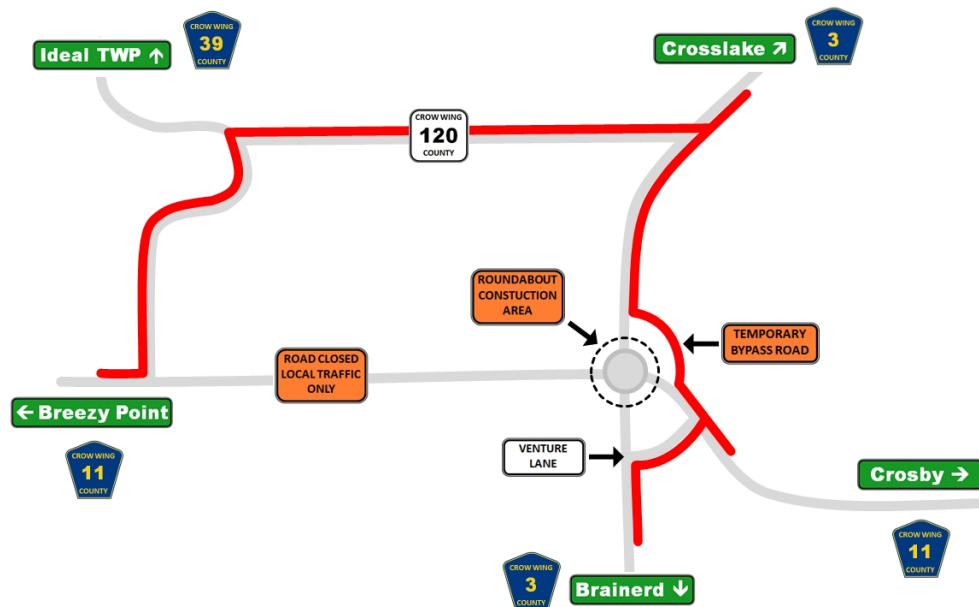 CROW WING
39
COUNTY
Ideal TWP ↑
Crosslake ↗
CROW WING
3
COUNTY
CROW WING
120
COUNTY
ROUNDABOUT
CONSTUCTION
AREA
TEMPORARY
BYPASS ROAD
ROAD CLOSED
LOCAL TRAFFIC
ONLY
← Breezy Point
CROW WING
11
COUNTY
VENTURE
LANE
Crosby →
CROW WING
11
COUNTY
CROW WING
3
COUNTY
Brainerd ↓